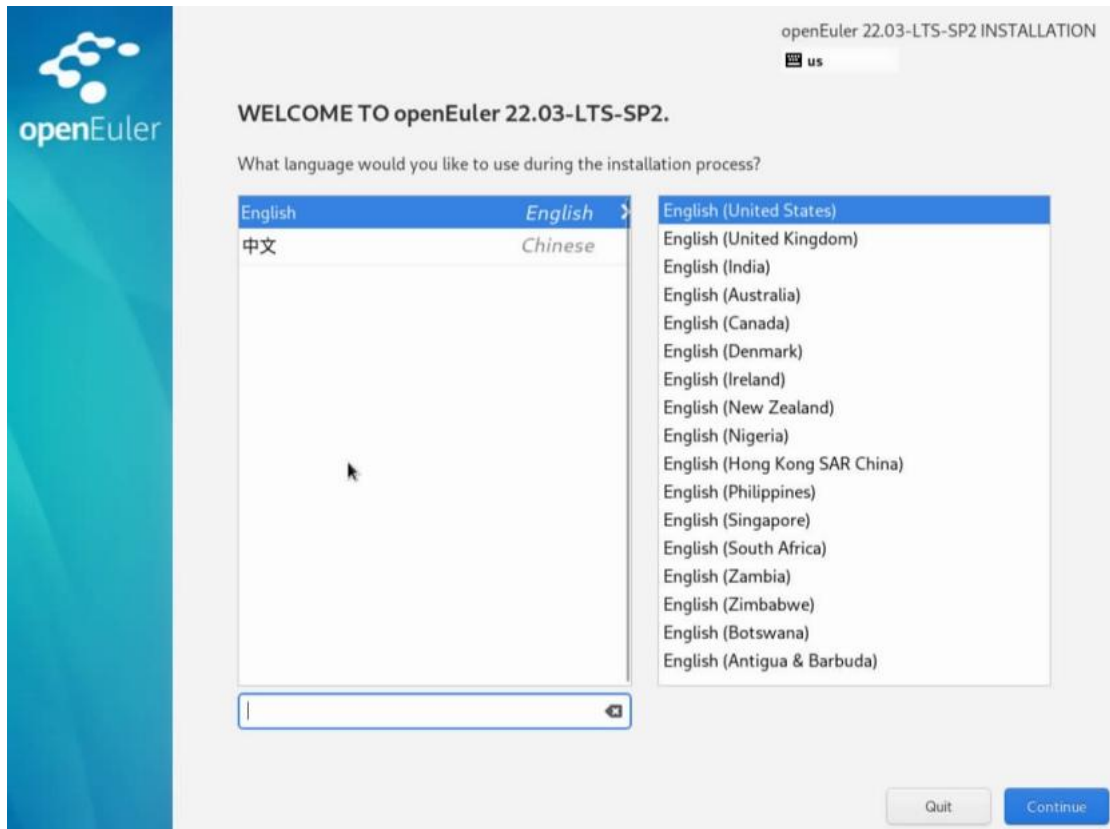 openEuler
openEuler 22.03-LTS-SP2 INSTALLATION
us
WELCOME TO openEuler 22.03-LTS-SP2.
What language would you like to use during the installation process?
English English
中文 Chinese
English (United States)
English (United Kingdom)
English (India)
English (Australia)
English (Canada)
English (Denmark)
English (Ireland)
English (New Zealand)
English (Nigeria)
English (Hong Kong SAR China)
English (Philippines)
English (Singapore)
English (South Africa)
English (Zambia)
English (Zimbabwe)
English (Botswana)
English (Antigua & Barbuda)
Quit Continue